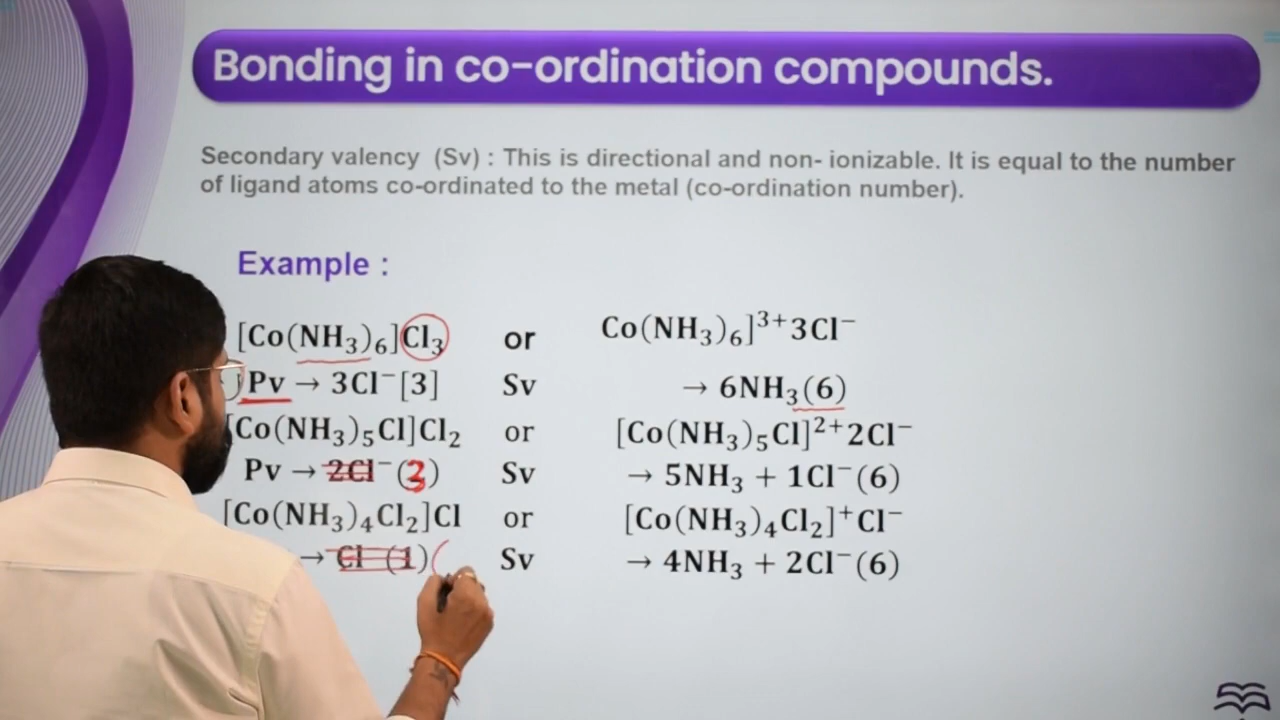 Bonding in co-ordination compounds.
Secondary valency (Sv) : This is directional and non- ionizable. It is equal to the number
of ligand atoms co-ordinated to the metal (co-ordination number).
Example :
[Co(NH₃)₆]Cl₃ or Co(NH₃)₆]³⁺3Cl⁻
Pv → 3Cl⁻[3] Sv → 6NH₃(6)
[Co(NH₃)₅Cl]Cl₂ or [Co(NH₃)₅Cl]²⁺2Cl⁻
Pv → 2Cl⁻(3) Sv → 5NH₃ + 1Cl⁻(6)
[Co(NH₃)₄Cl₂]Cl or [Co(NH₃)₄Cl₂]⁺Cl⁻
→ Cl (1) ( Sv → 4NH₃ + 2Cl⁻(6)